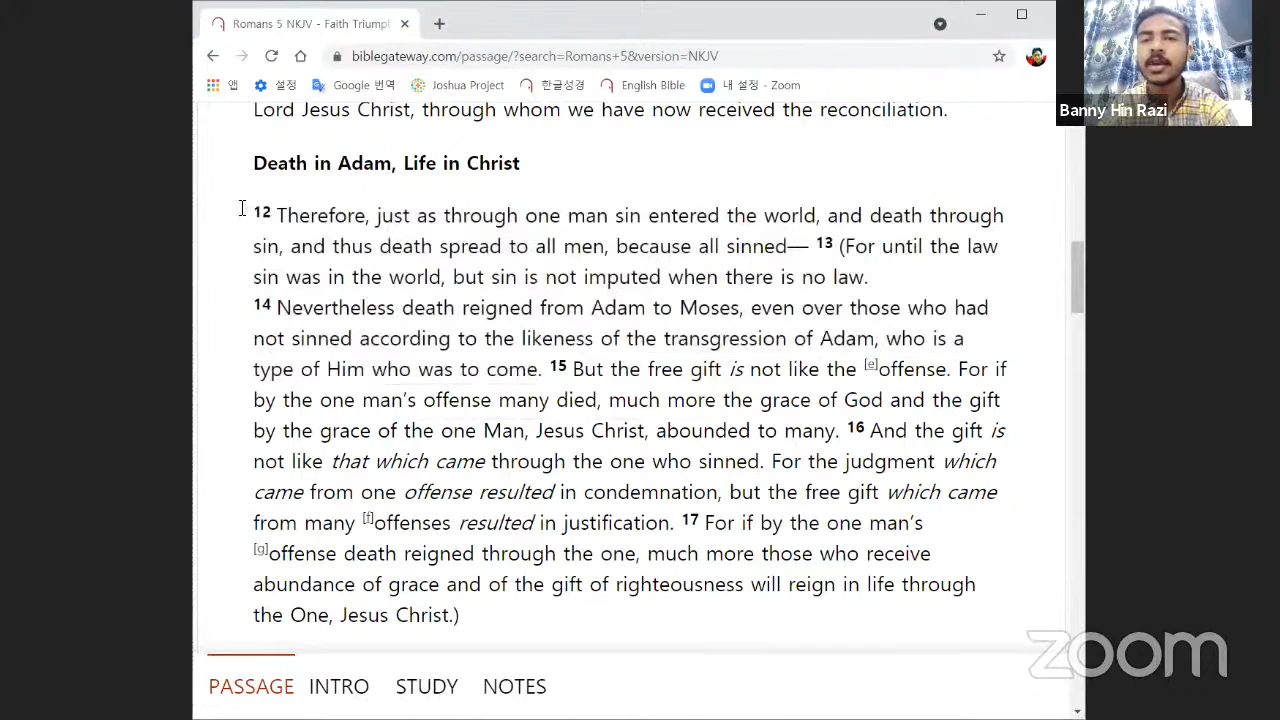 Romans 5 NKJV - Faith Triumpl
biblegateway.com/passage/?search=Romans+5&version=NKJV
앱 설정 Google 번역 Joshua Project 한글성경 English Bible 내 설정 - Zoom
Banny Hin Razi
Lord Jesus Christ, through whom we have now received the reconciliation.
Death in Adam, Life in Christ
12 Therefore, just as through one man sin entered the world, and death through
sin, and thus death spread to all men, because all sinned— 13 (For until the law
sin was in the world, but sin is not imputed when there is no law.
14 Nevertheless death reigned from Adam to Moses, even over those who had
not sinned according to the likeness of the transgression of Adam, who is a
type of Him who was to come. 15 But the free gift is not like the [e]offense. For if
by the one man's offense many died, much more the grace of God and the gift
by the grace of the one Man, Jesus Christ, abounded to many. 16 And the gift is
not like that which came through the one who sinned. For the judgment which
came from one offense resulted in condemnation, but the free gift which came
from many [f]offenses resulted in justification. 17 For if by the one man's
[g]offense death reigned through the one, much more those who receive
abundance of grace and of the gift of righteousness will reign in life through
the One, Jesus Christ.)
PASSAGE INTRO STUDY NOTES
zoom